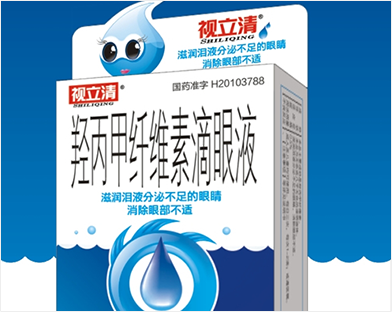 视立清®
SHILIQING
滋润泪液分泌不足的眼睛
消除眼部不适
国药准字 H20103788
视立清®
SHILIQING
羟丙甲纤维素滴眼液
滋润泪液分泌不足的眼睛
消除眼部不适